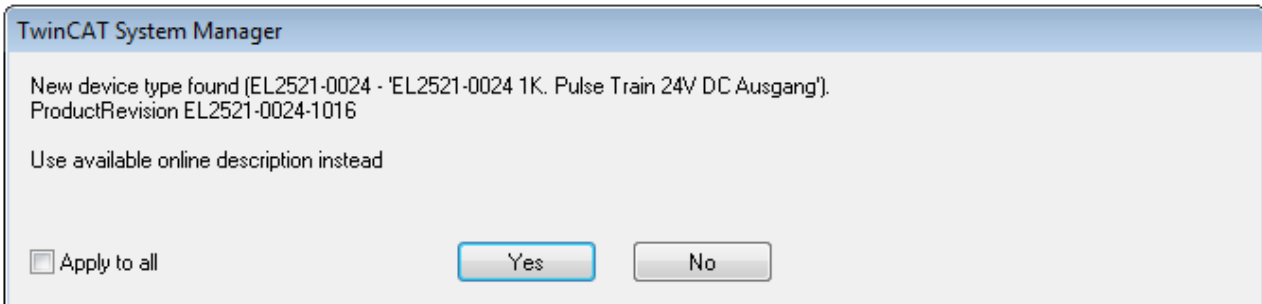 TwinCAT System Manager
New device type found (EL2521-0024 - 'EL2521-0024 1K. Pulse Train 24V DC Ausgang').
ProductRevision EL2521-0024-1016
Use available online description instead
Apply to all
Yes
No